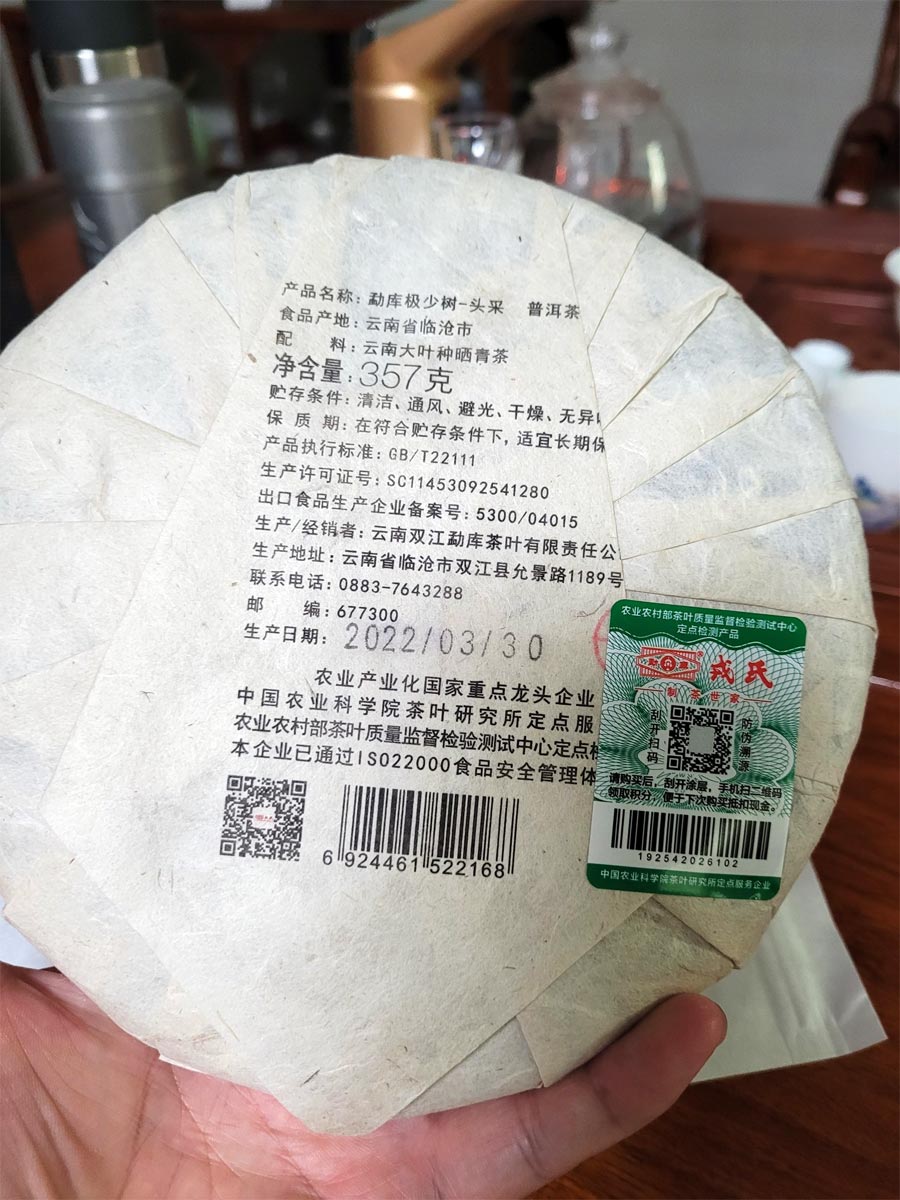 产品名称：勐库极少树-头采 普洱茶
食品产地：云南省临沧市
配 料：云南大叶种晒青茶
净含量：357克
贮存条件：清洁、通风、避光、干燥、无异
保 质 期：在符合贮存条件下，适宜长期保
产品执行标准：GB/T22111
生产许可证号：SC11453092541280
出口食品生产企业备案号：5300/04015
生产/经销者：云南双江勐库茶叶有限责任公
生产地址：云南省临沧市双江县允景路1189号
联系电话：0883-7643288
邮 编：677300
生产日期：2022/03/30
农业产业化国家重点龙头企业
中国农业科学院茶叶研究所定点服
农业农村部茶叶质量监督检验测试中心定点
本企业已通过ISO22000食品安全管理体
6 924461 522168
农业农村部茶叶质量监督检验测试中心
定点检测产品
勐库 戎氏
制茶世家
刮开扫码
防伪溯源
请购买后，刮开涂层，手机扫二维码
领取积分，便于下次购买抵扣现金。
192542026102
中国农业科学院茶叶研究所定点服务企业